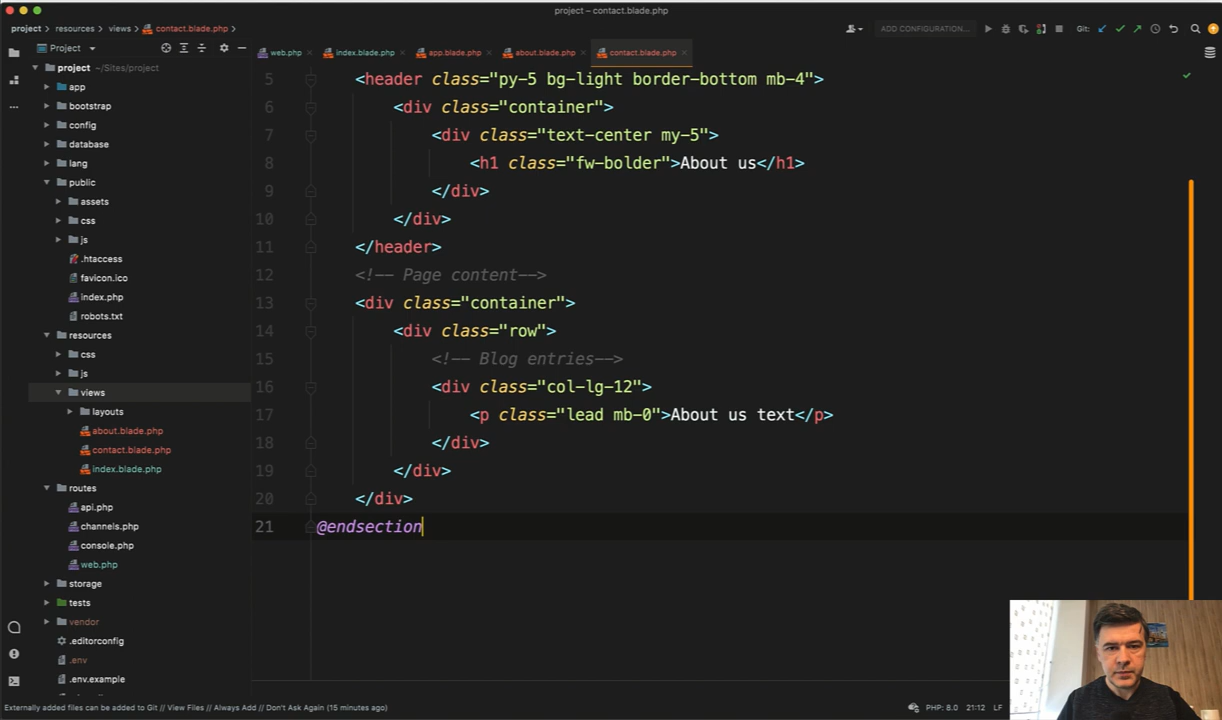 project – contact.blade.php
project › resources › views › contact.blade.php ›
ADD CONFIGURATION...
Git:
Project
web.php
index.blade.php
app.blade.php
about.blade.php
contact.blade.php
project ~/Sites/project
app
bootstrap
config
database
lang
public
assets
css
js
.htaccess
favicon.ico
index.php
robots.txt
resources
css
js
views
layouts
about.blade.php
contact.blade.php
index.blade.php
routes
api.php
channels.php
console.php
web.php
storage
tests
vendor
.editorconfig
.env
.env.example
5 <header class="py-5 bg-light border-bottom mb-4">
6 <div class="container">
7 <div class="text-center my-5">
8 <h1 class="fw-bolder">About us</h1>
9 </div>
10 </div>
11 </header>
12 <!-- Page content-->
13 <div class="container">
14 <div class="row">
15 <!-- Blog entries-->
16 <div class="col-lg-12">
17 <p class="lead mb-0">About us text</p>
18 </div>
19 </div>
20 </div>
21 @endsection
Externally added files can be added to Git // View Files // Always Add // Don't Ask Again (15 minutes ago)
PHP: 8.0 21:12 LF